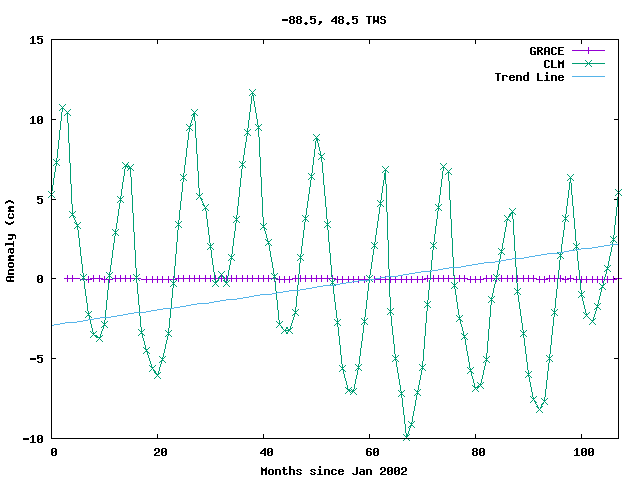 -88.5, 48.5 TWS
GRACE
CLM
Trend Line
15
10
5
0
-5
-10
Anomaly (cm)
0 20 40 60 80 100
Months since Jan 2002